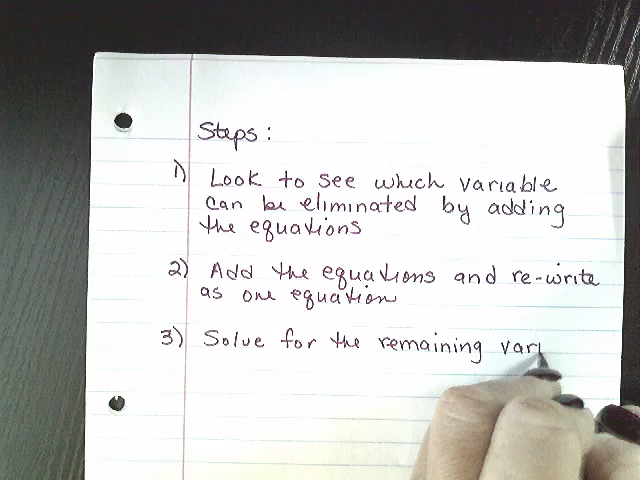 Steps:
1) Look to see which variable
can be eliminated by adding
the equations
2) Add the equations and re-write
as one equation
3) Solve for the remaining vari